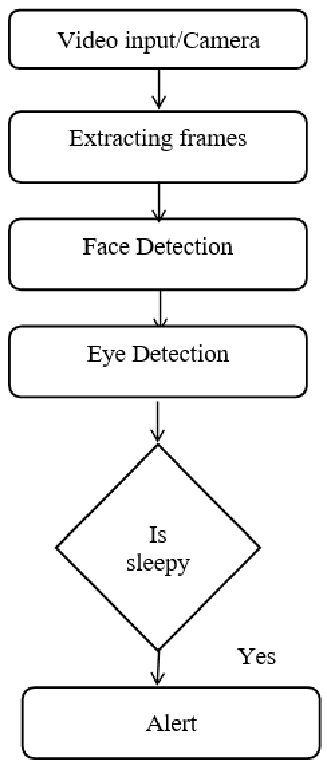 Video input/Camera
Extracting frames
Face Detection
Eye Detection
Is
sleepy
Yes
Alert